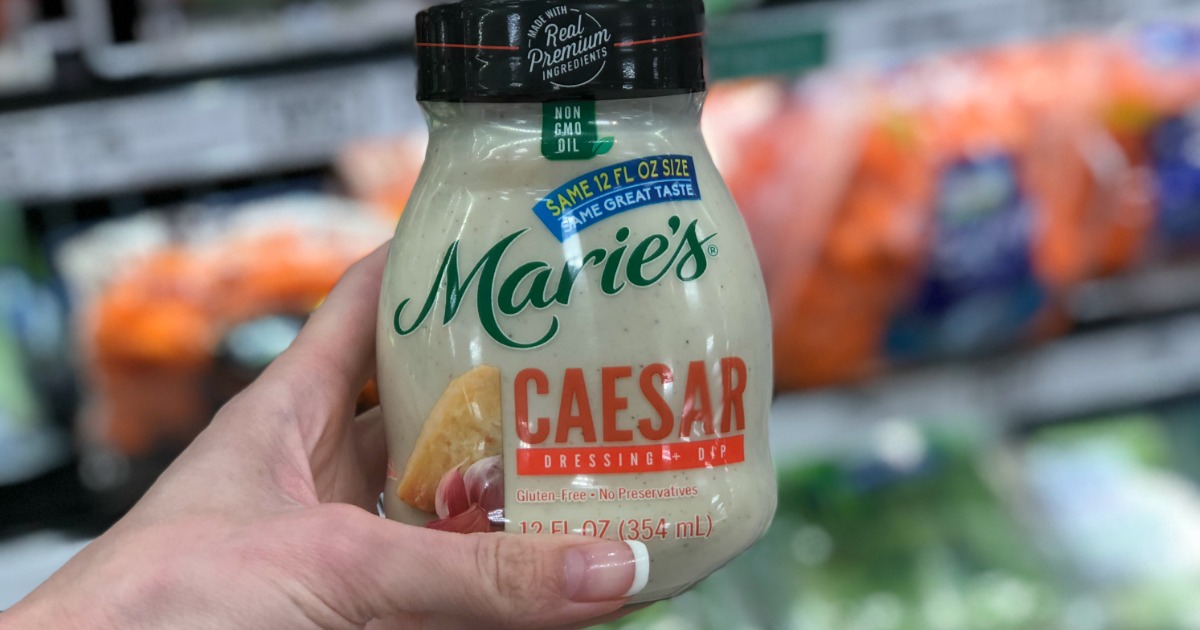 MADE WITH
Real
Premium
INGREDIENTS
NON
GMO
OIL
SAME 12 FL OZ SIZE
SAME GREAT TASTE
Marie's®
CAESAR
DRESSING + DIP
Gluten-Free • No Preservatives
12 FL OZ (354 mL)